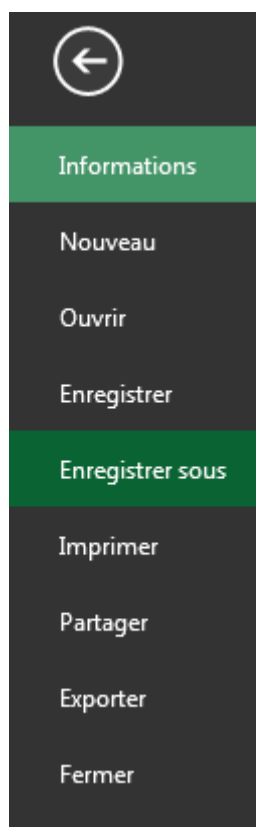 Informations
Nouveau
Ouvrir
Enregistrer
Enregistrer sous
Imprimer
Partager
Exporter
Fermer